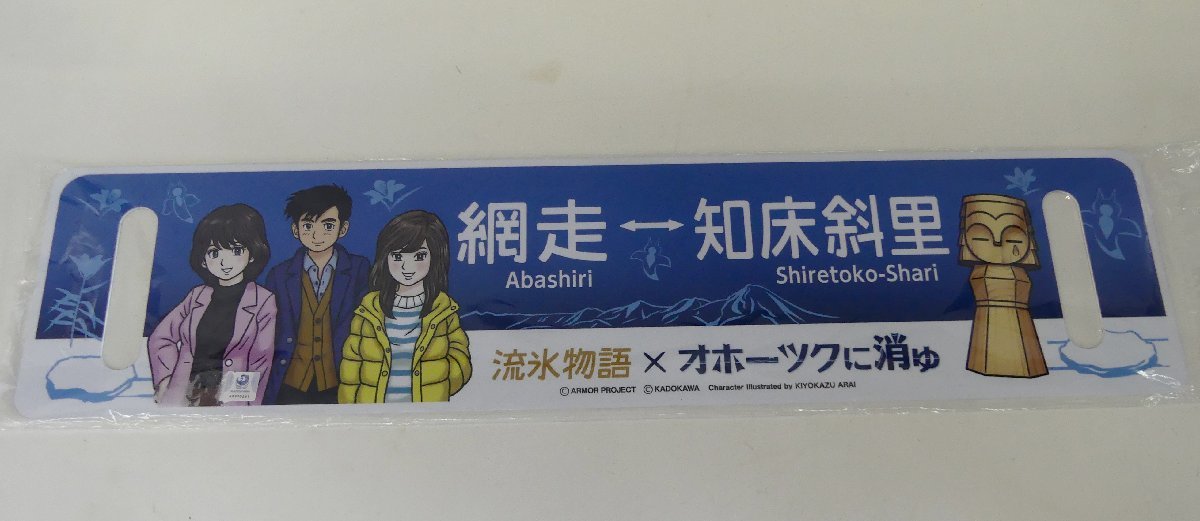 網走↔知床斜里
Abashiri Shiretoko-Shari
流氷物語×オホーツクに消ゆ
©ARMOR PROJECT ©KADOKAWA Character Illustrated by KIYOKAZU ARAI